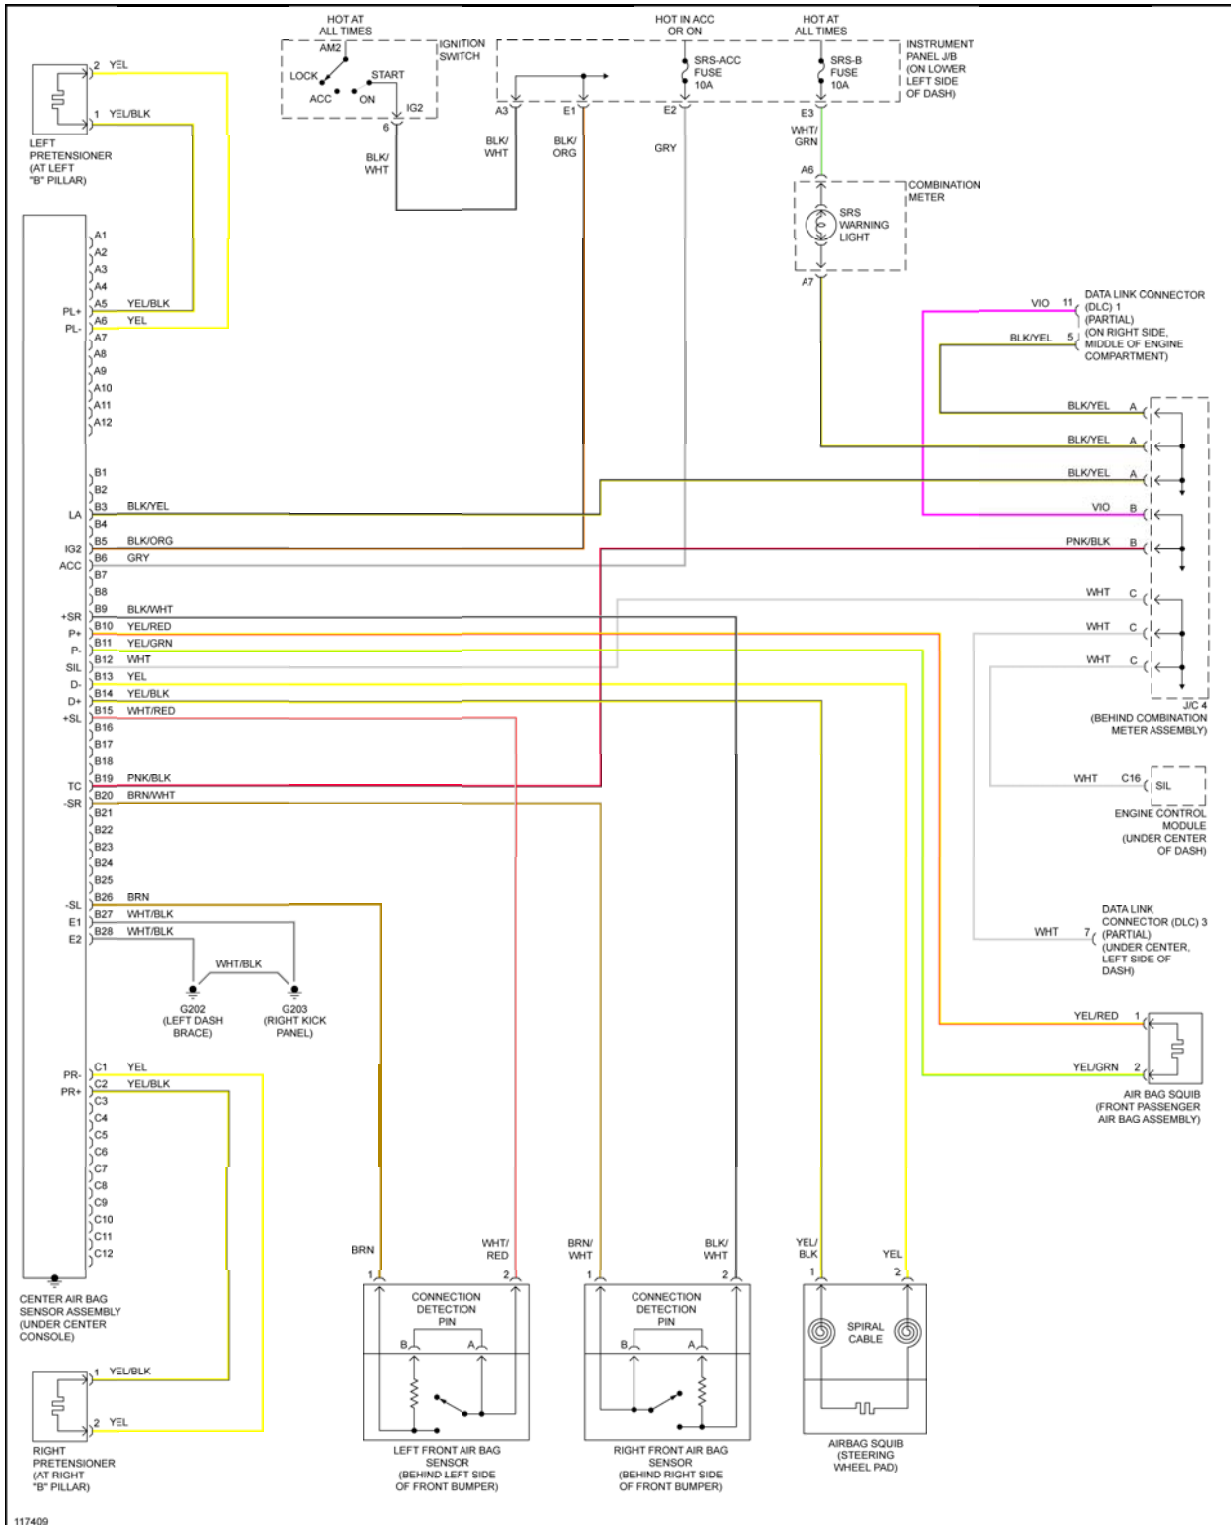 HOT AT
ALL TIMES
AM2
IGNITION
SWITCH
LOCK
START
ACC
ON
IG2
6
BLK/
WHT
HOT IN ACC
OR ON
HOT AT
ALL TIMES
SRS-ACC
FUSE
10A
SRS-B
FUSE
10A
INSTRUMENT
PANEL J/B
(ON LOWER
LEFT SIDE
OF DASH)
A3
E1
E2
E3
BLK/
WHT
BLK/
ORG
GRY
WHT/
GRN
A6
COMBINATION
METER
SRS
WARNING
LIGHT
A7
2 YEL
1 YEL/BLK
LEFT
PRETENSIONER
(AT LEFT
"B" PILLAR)
A1
A2
A3
A4
PL+ A5 YEL/BLK
PL- A6 YEL
A7
A8
A9
A10
A11
A12
B1
B2
LA B3 BLK/YEL
B4
IG2 B5 BLK/ORG
ACC B6 GRY
B7
B8
+SR B9 BLK/WHT
P+ B10 YEL/RED
P- B11 YEL/GRN
SIL B12 WHT
D- B13 YEL
D+ B14 YEL/BLK
+SL B15 WHT/RED
B16
B17
B18
TC B19 PNK/BLK
-SR B20 BRN/WHT
B21
B22
B23
B24
B25
-SL B26 BRN
E1 B27 WHT/BLK
E2 B28 WHT/BLK
WHT/BLK
G202
(LEFT DASH
BRACE)
G203
(RIGHT KICK
PANEL)
PR- C1 YEL
PR+ C2 YEL/BLK
C3
C4
C5
C6
C7
C8
C9
C10
C11
C12
CENTER AIR BAG
SENSOR ASSEMBLY
(UNDER CENTER
CONSOLE)
1 YEL/BLK
2 YEL
RIGHT
PRETENSIONER
(AT RIGHT
"B" PILLAR)
VIO 11
BLK/YEL 5
DATA LINK CONNECTOR
(DLC) 1
(PARTIAL)
(ON RIGHT SIDE,
MIDDLE OF ENGINE
COMPARTMENT)
BLK/YEL A
BLK/YEL A
BLK/YEL A
VIO B
PNK/BLK B
WHT C
WHT C
WHT C
J/C 4
(BEHIND COMBINATION
METER ASSEMBLY)
WHT C16 SIL
ENGINE CONTROL
MODULE
(UNDER CENTER
OF DASH)
WHT 7
DATA LINK
CONNECTOR (DLC) 3
(PARTIAL)
(UNDER CENTER,
LEFT SIDE OF
DASH)
YEL/RED 1
YEL/GRN 2
AIR BAG SQUIB
(FRONT PASSENGER
AIR BAG ASSEMBLY)
BRN
1
WHT/
RED
2
CONNECTION
DETECTION
PIN
B
A
LEFT FRONT AIR BAG
SENSOR
(BEHIND LEFT SIDE
OF FRONT BUMPER)
BRN/
WHT
1
BLK/
WHT
2
CONNECTION
DETECTION
PIN
B
A
RIGHT FRONT AIR BAG
SENSOR
(BEHIND RIGHT SIDE
OF FRONT BUMPER)
YEL/
BLK
1
YEL
2
SPIRAL
CABLE
AIRBAG SQUIB
(STEERING
WHEEL PAD)
117409